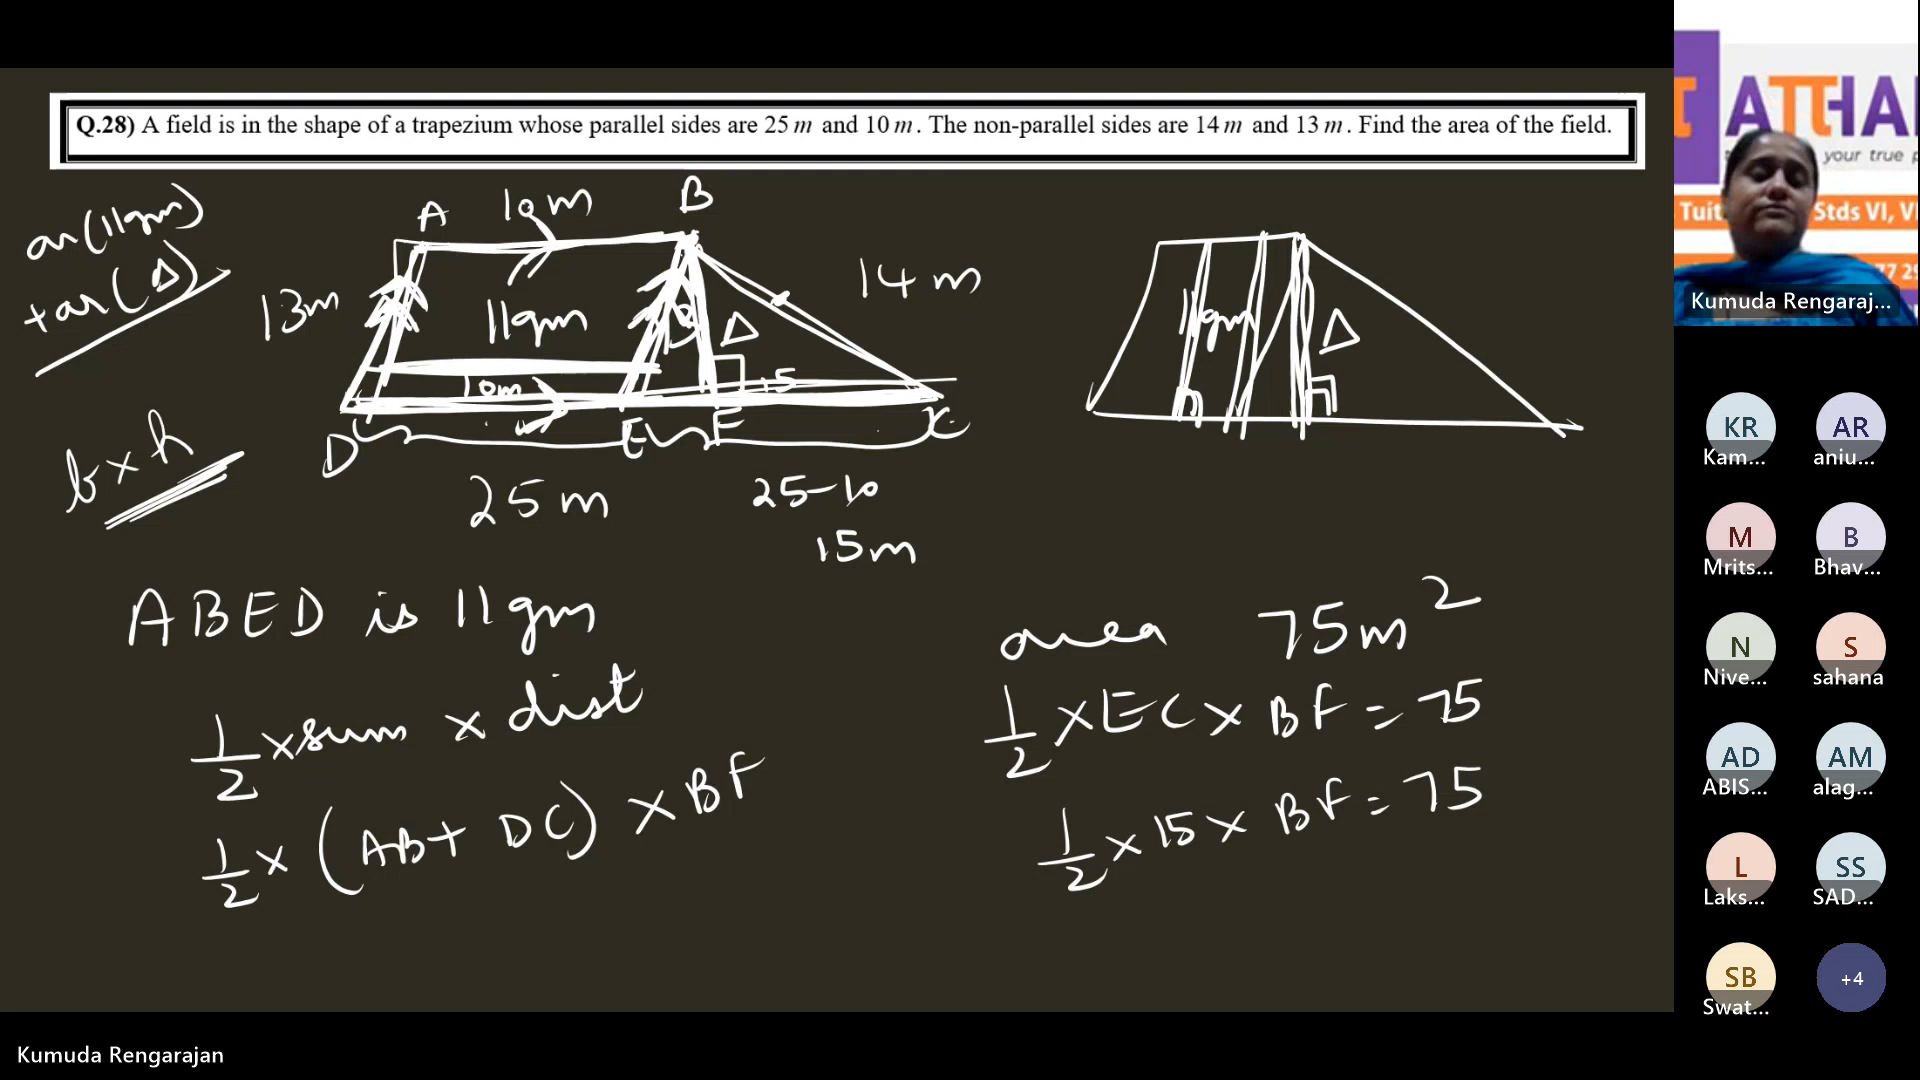 Q.28) A field is in the shape of a trapezium whose parallel sides are 25 m and 10 m. The non-parallel sides are 14 m and 13 m. Find the area of the field.
ar(11gm)
+ar(Δ)
b×h
A
10m
B
13m
11gm
Δ
14m
10m
15
D
E
F
C
25m
25-10
15m
11gm
Δ
ABED is 11gm
1/2 × sum × dist
1/2 × (AB+ DC) × BF
area 75m²
1/2 × EC × BF = 75
1/2 × 15 × BF = 75
ATTHA
your true p
Tuit
Stds VI, V
77 29
Kumuda Rengaraj...
KR
Kam...
AR
aniu...
M
Mrits...
B
Bhav...
N
Nive...
S
sahana
AD
ABIS...
AM
alag...
L
Laks...
SS
SAD...
SB
Swat...
+4
Kumuda Rengarajan